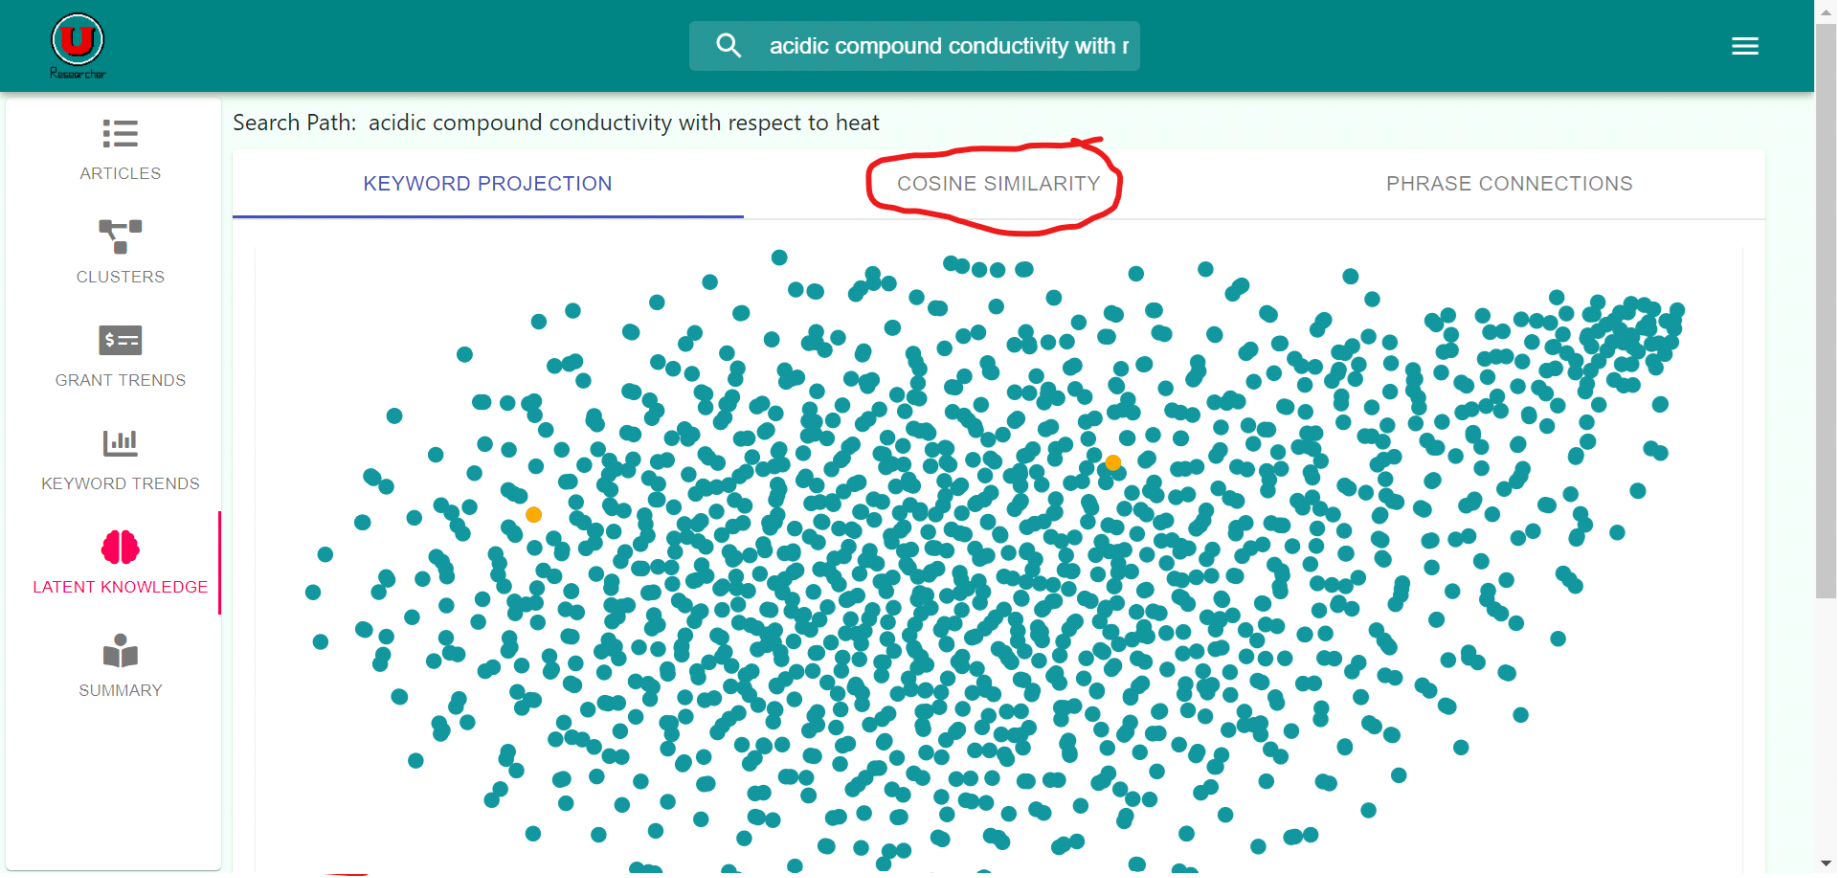 U
Researcher
acidic compound conductivity with r
ARTICLES
CLUSTERS
GRANT TRENDS
KEYWORD TRENDS
LATENT KNOWLEDGE
SUMMARY
Search Path: acidic compound conductivity with respect to heat
KEYWORD PROJECTION
COSINE SIMILARITY
PHRASE CONNECTIONS